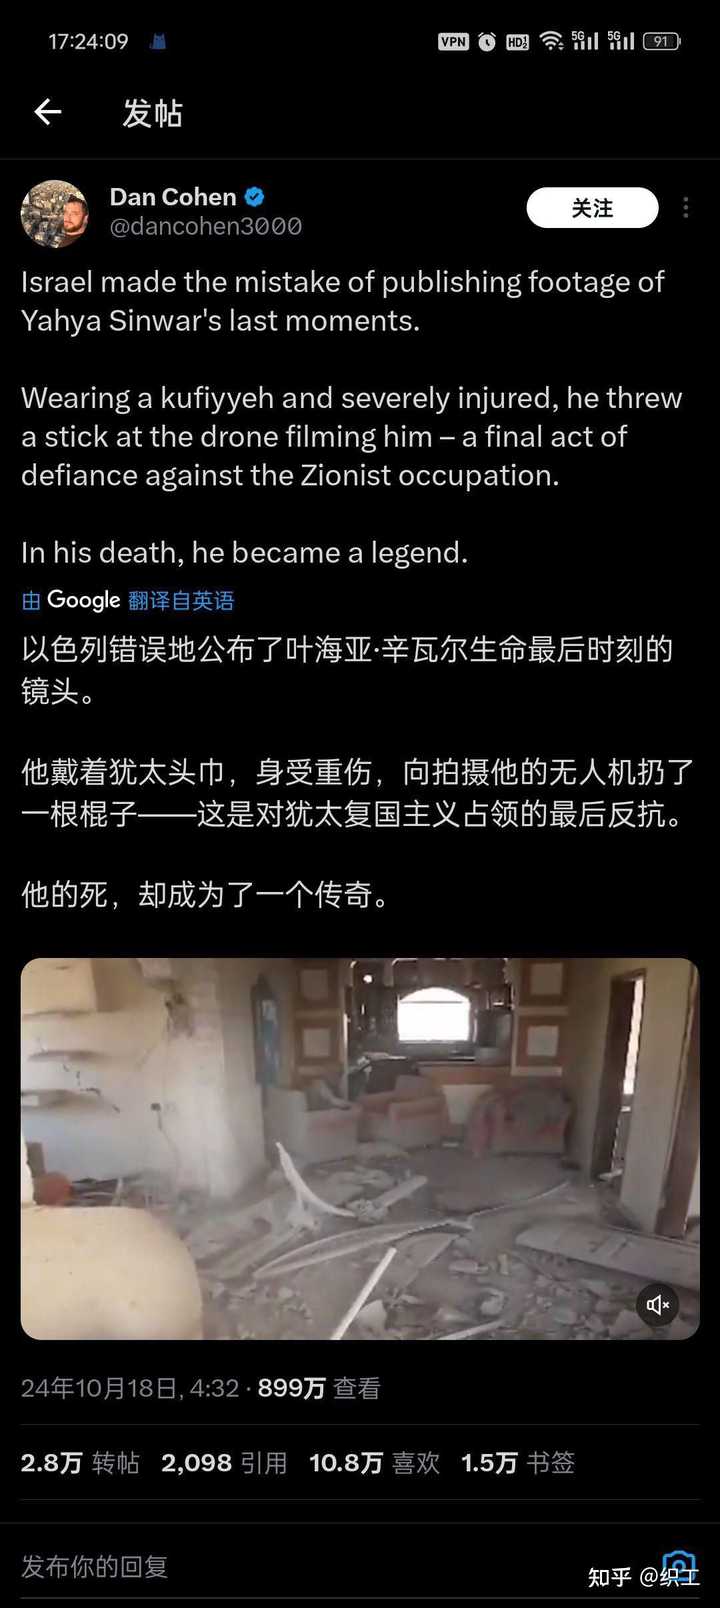 17:24:09
VPN HD 5G 5G 91
发帖
Dan Cohen
@dancohen3000
关注
Israel made the mistake of publishing footage of
Yahya Sinwar's last moments.
Wearing a kufiyyeh and severely injured, he threw
a stick at the drone filming him – a final act of
defiance against the Zionist occupation.
In his death, he became a legend.
由 Google 翻译自英语
以色列错误地公布了叶海亚·辛瓦尔生命最后时刻的
镜头。
他戴着犹太头巾，身受重伤，向拍摄他的无人机扔了
一根棍子——这是对犹太复国主义占领的最后反抗。
他的死，却成为了一个传奇。
24年10月18日, 4:32 · 899万 查看
2.8万 转帖 2,098 引用 10.8万 喜欢 1.5万 书签
发布你的回复
知乎 @织工